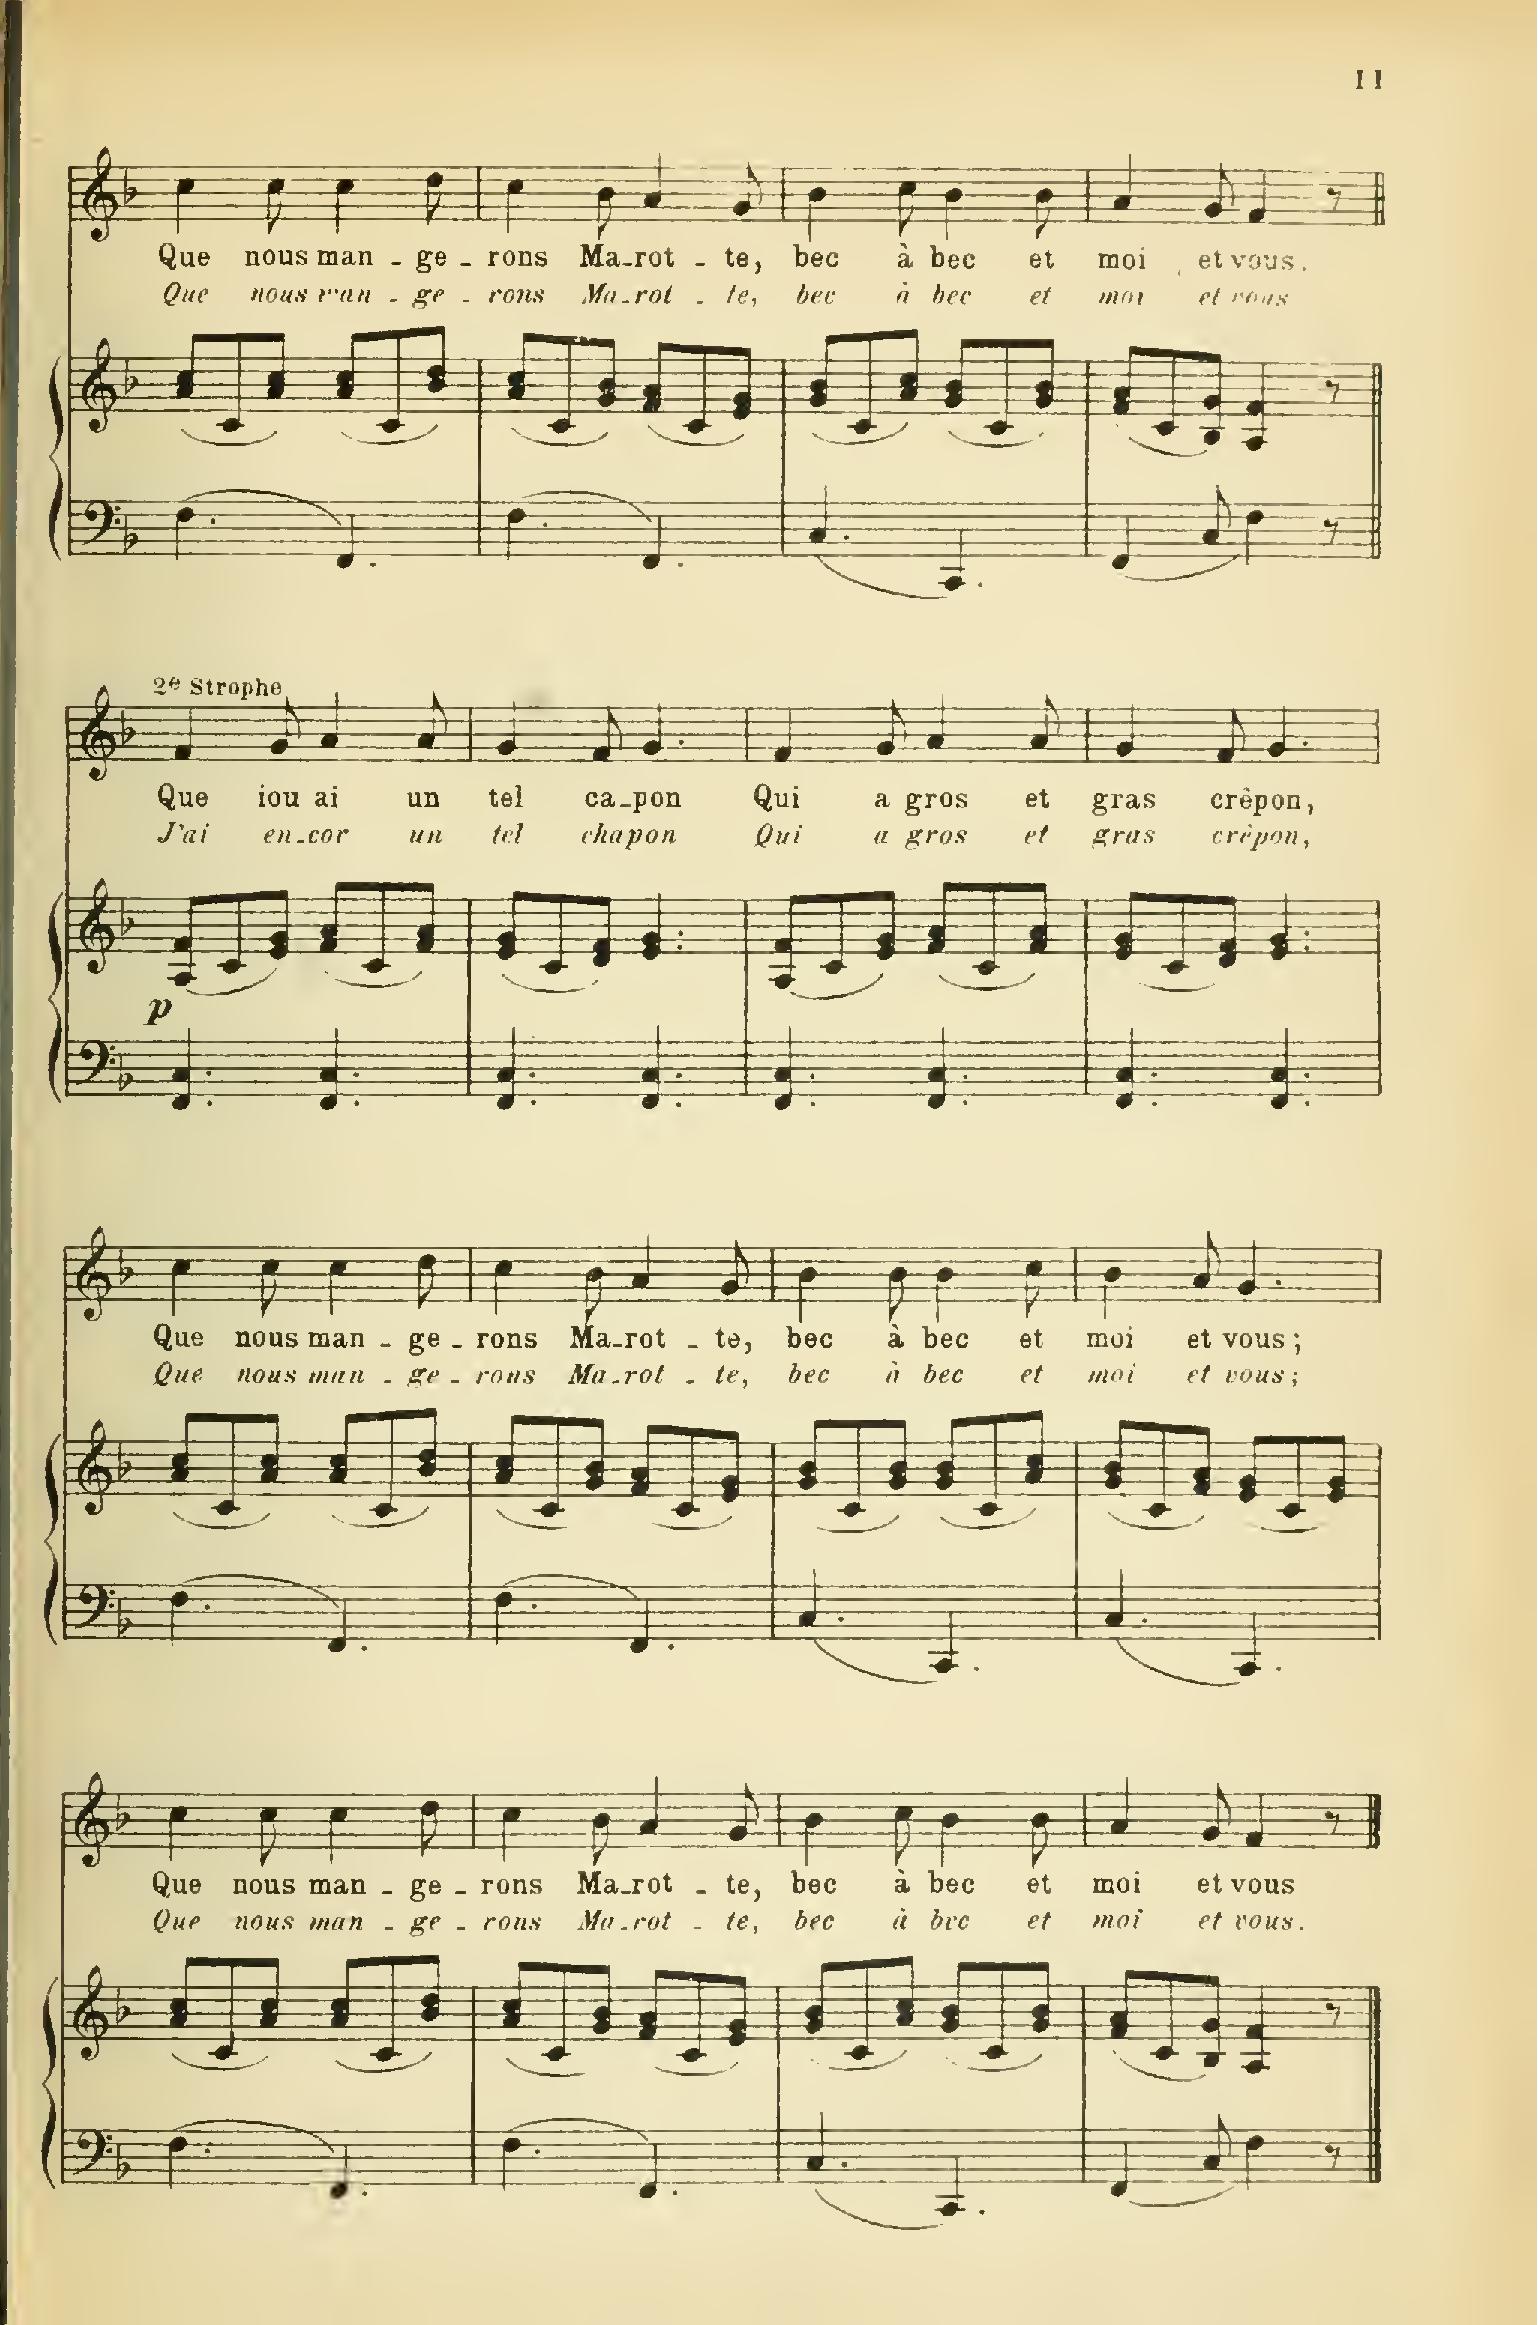 11
Que nous man - ge - rons Ma-rot - te, bec à bec et moi et vous.
Que nous man - ge - rons Ma-rot - te, bec à bec et moi et vous
2e Strophe
Que iou ai un tel ca-pon Qui a gros et gras crêpon,
J'ai en-cor un tel chapon Qui a gros et gras crêpon,
p
Que nous man - ge - rons Ma-rot - te, bec à bec et moi et vous;
Que nous man - ge - rons Ma-rot - te, bec à bec et moi et vous;
Que nous man - ge - rons Ma-rot - te, bec à bec et moi et vous
Que nous man - ge - rons Ma-rot - te, bec à bec et moi et vous.